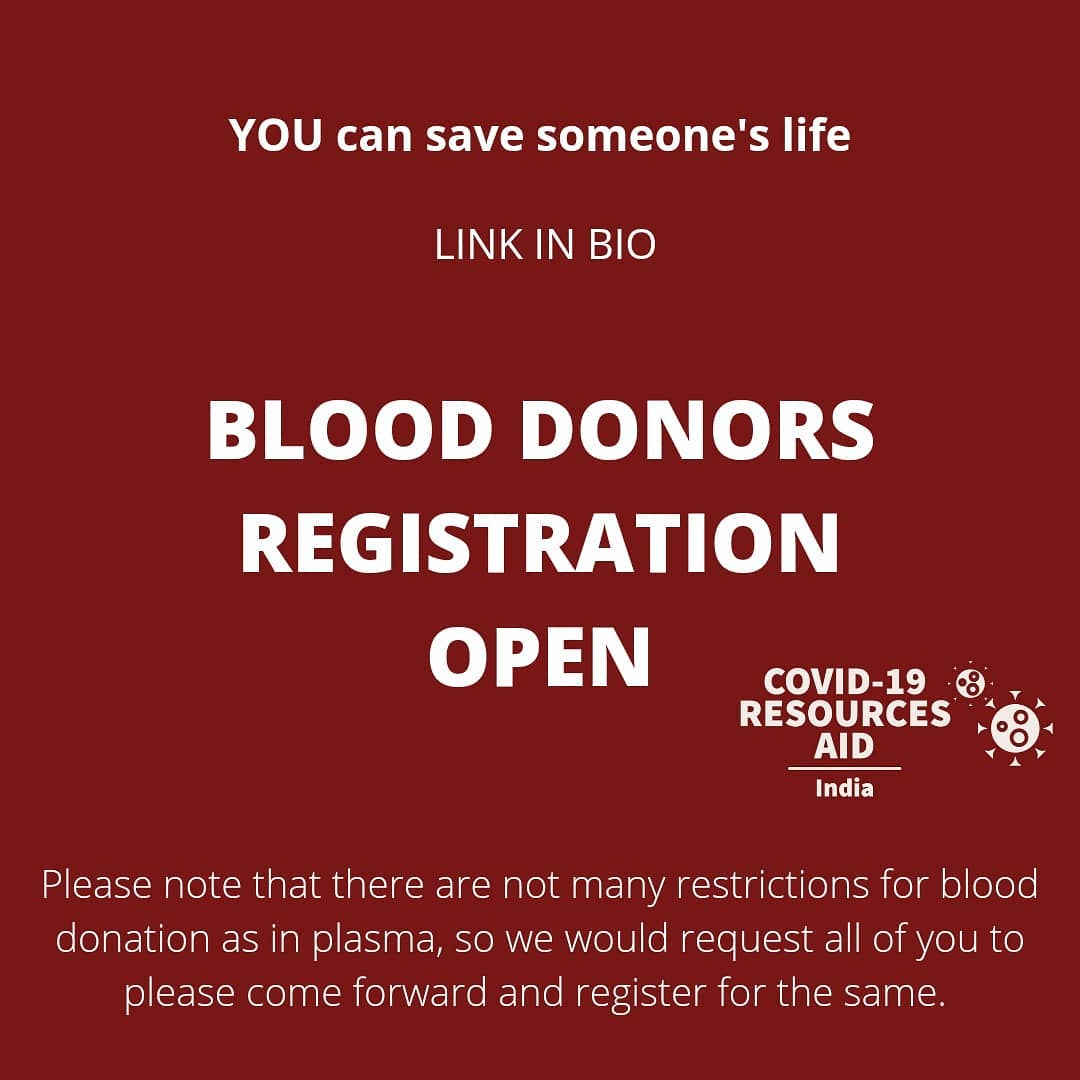 YOU can save someone's life
LINK IN BIO
BLOOD DONORS
REGISTRATION
OPEN
COVID-19
RESOURCES
AID
India
Please note that there are not many restrictions for blood
donation as in plasma, so we would request all of you to
please come forward and register for the same.